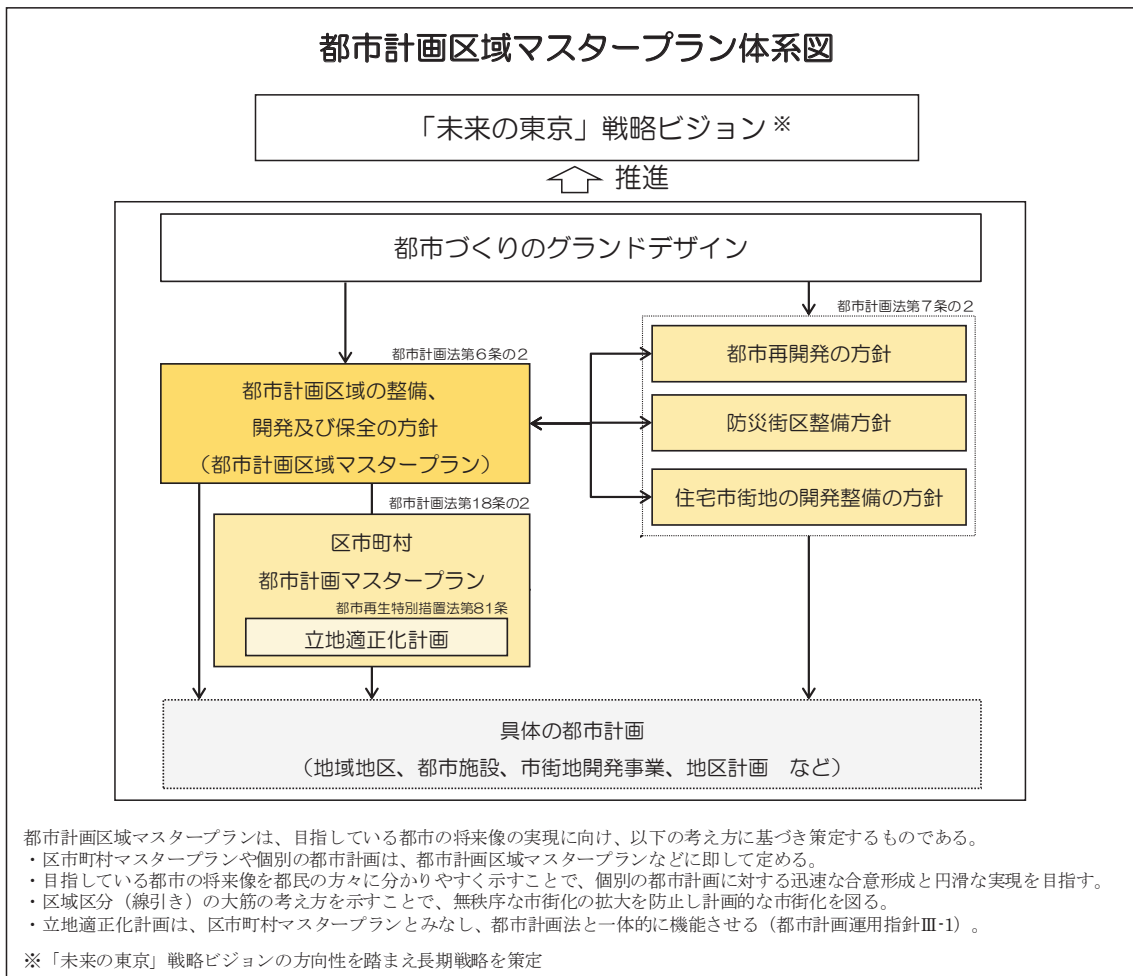 都市計画区域マスタープラン体系図
「未来の東京」戦略ビジョン※
推進
都市づくりのグランドデザイン
都市計画法第7条の2
都市計画法第6条の2
都市計画区域の整備、
開発及び保全の方針
（都市計画区域マスタープラン）
都市再開発の方針
防災街区整備方針
住宅市街地の開発整備の方針
都市計画法第18条の2
区市町村
都市計画マスタープラン
都市再生特別措置法第81条
立地適正化計画
具体の都市計画
（地域地区、都市施設、市街地開発事業、地区計画　など）
都市計画区域マスタープランは、目指している都市の将来像の実現に向け、以下の考え方に基づき策定するものである。
・区市町村マスタープランや個別の都市計画は、都市計画区域マスタープランなどに即して定める。
・目指している都市の将来像を都民の方々に分かりやすく示すことで、個別の都市計画に対する迅速な合意形成と円滑な実現を目指す。
・区域区分（線引き）の大筋の考え方を示すことで、無秩序な市街化の拡大を防止し計画的な市街化を図る。
・立地適正化計画は、区市町村マスタープランとみなし、都市計画法と一体的に機能させる（都市計画運用指針Ⅲ-1）。
※「未来の東京」戦略ビジョンの方向性を踏まえ長期戦略を策定